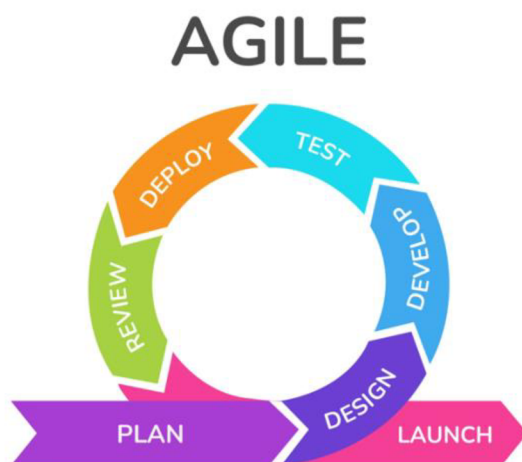 AGILE
PLAN
DESIGN
DEVELOP
TEST
DEPLOY
REVIEW
LAUNCH